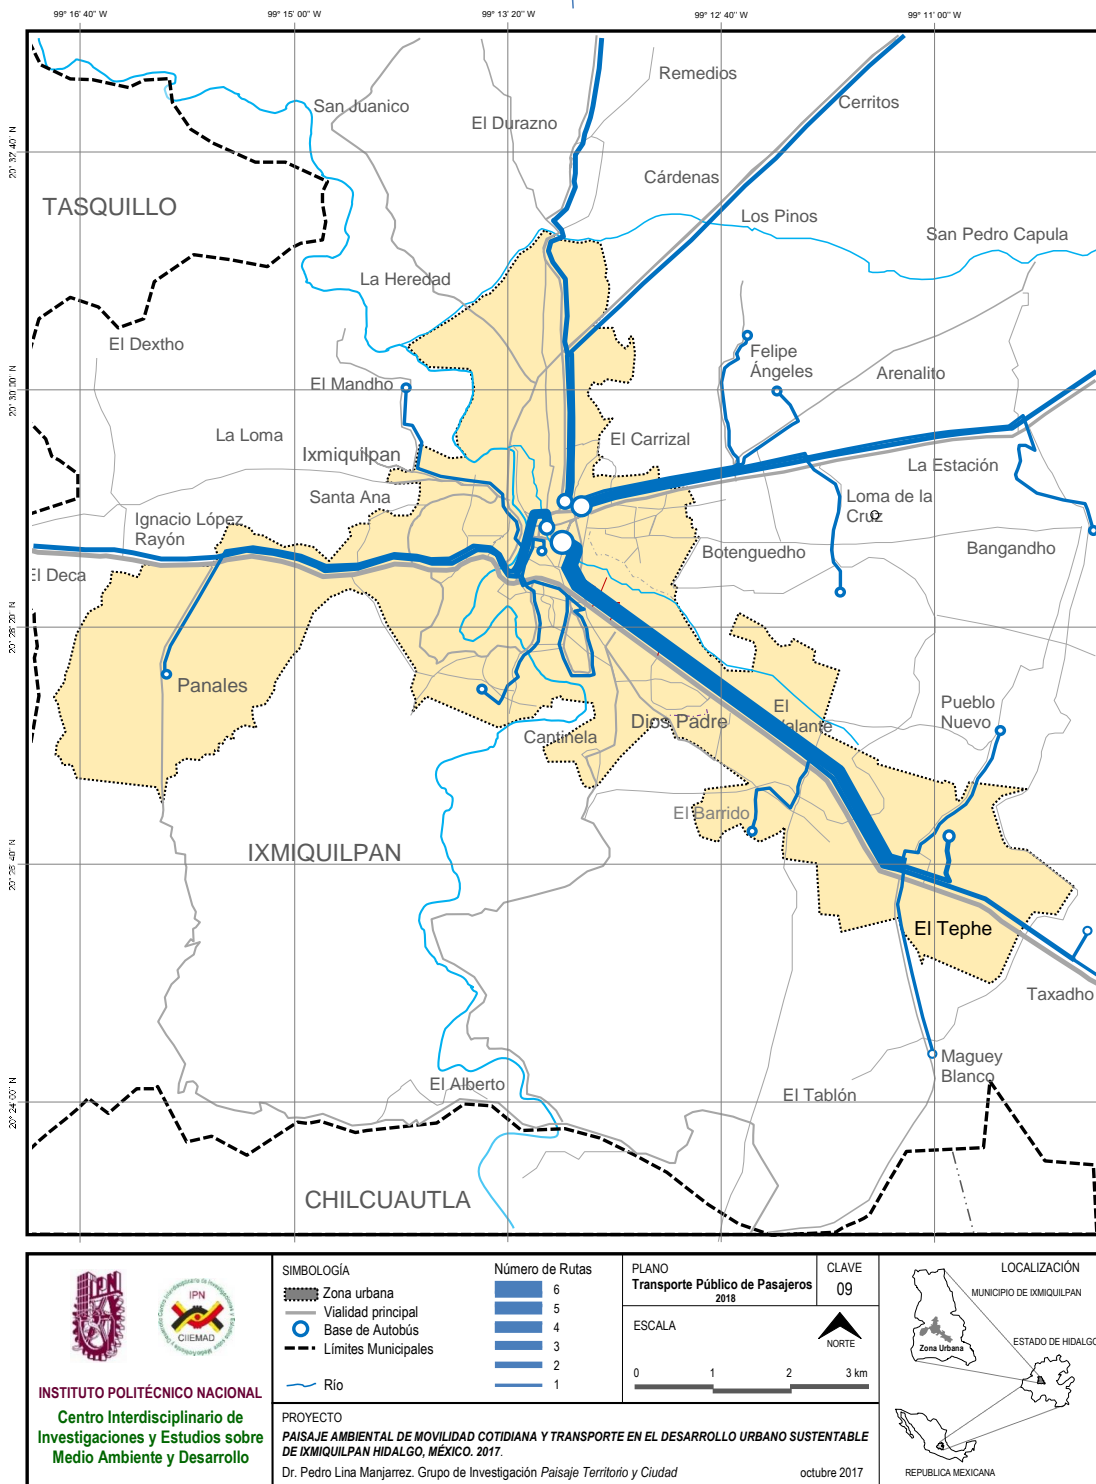 99° 16' 40" W
99° 15' 00" W
99° 13' 20" W
99° 12' 40" W
99° 11' 00" W
20° 32' 40' N
20° 24' 00' N
Remedios
San Juanico
Cerritos
El Durazno
Cárdenas
TASQUILLO
Los Pinos
San Pedro Capula
La Heredad
El Dextho
Felipe
Ángeles
Arenalito
El Mandho
La Loma
El Carrizal
Ixmiquilpan
La Estación
Santa Ana
Loma de la
Cruz
Ignacio López
Rayón
Botenguedho
Bangandho
El Deca
Panales
Pueblo
Nuevo
El
Dios Padre
Cantinela
El Barrido
IXMIQUILPAN
El Tephe
Taxadho
Maguey
Blanco
El Alberto
El Tablón
CHILCUAUTLA
IPN
IPN
CIIEMAD
INSTITUTO POLITÉCNICO NACIONAL
Centro Interdisciplinario de
Investigaciones y Estudios sobre
Medio Ambiente y Desarrollo
SIMBOLOGÍA
Zona urbana
Vialidad principal
Base de Autobús
Límites Municipales
Río
Número de Rutas
6
5
4
3
2
1
PLANO
Transporte Público de Pasajeros
2018
CLAVE
09
ESCALA
NORTE
0 1 2 3 km
PROYECTO
PAISAJE AMBIENTAL DE MOVILIDAD COTIDIANA Y TRANSPORTE EN EL DESARROLLO URBANO SUSTENTABLE
DE IXMIQUILPAN HIDALGO, MÉXICO. 2017.
Dr. Pedro Lina Manjarrez. Grupo de Investigación Paisaje Territorio y Ciudad
octubre 2017
LOCALIZACIÓN
MUNICIPIO DE IXMIQUILPAN
Zona Urbana
ESTADO DE HIDALGO
REPUBLICA MEXICANA